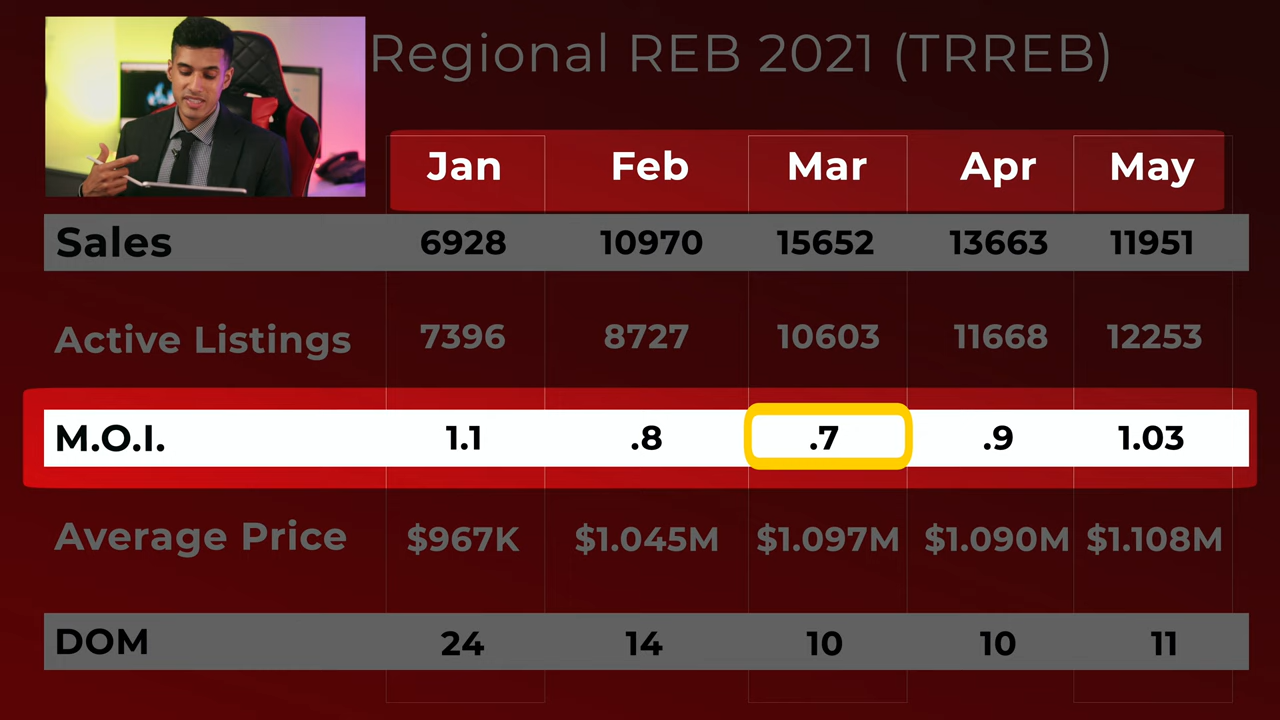 Regional REB 2021 (TRREB)
Jan Feb Mar Apr May
Sales 6928 10970 15652 13663 11951
Active Listings 7396 8727 10603 11668 12253
M.O.I. 1.1 .8 .7 .9 1.03
Average Price $967K $1.045M $1.097M $1.090M $1.108M
DOM 24 14 10 10 11